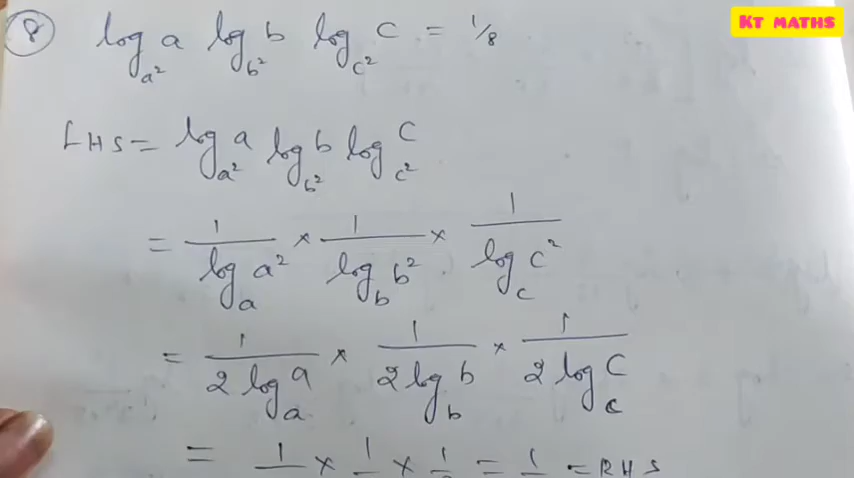 KT MATHS
8 log_{a²} a log_{b²} b log_{c²} c = 1/8
LHS = log_{a²} a log_{b²} b log_{c²} c
= 1/(log_a a²) × 1/(log_b b²) × 1/(log_c c²)
= 1/(2 log_a a) × 1/(2 log_b b) × 1/(2 log_c c)
= 1/ × 1/ × 1/ = 1/ = RHS